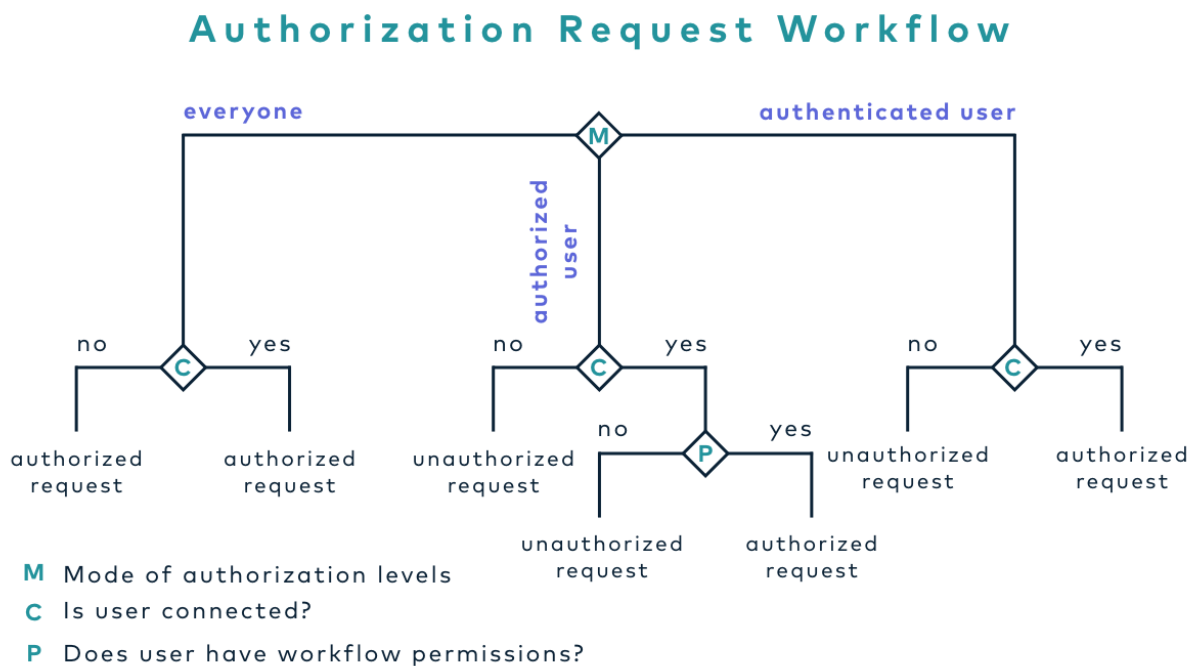 Authorization Request Workflow
everyone
authenticated user
M
authorized
user
no
yes
no
yes
no
yes
C
C
C
no
yes
P
authorized
request
authorized
request
unauthorized
request
unauthorized
request
authorized
request
unauthorized
request
authorized
request
M Mode of authorization levels
C Is user connected?
P Does user have workflow permissions?